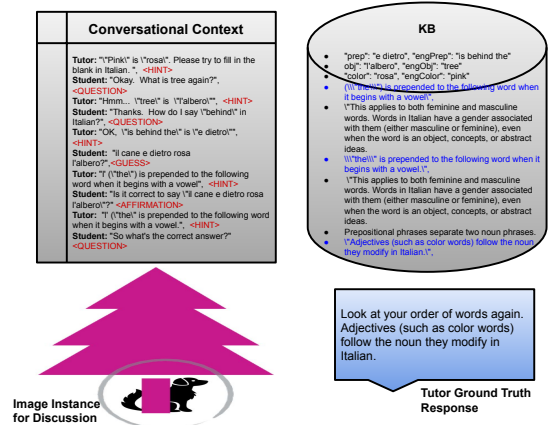 Conversational Context
Tutor: "\"Pink\" is \"rosa\". Please try to fill in the
blank in Italian. ", <HINT>
Student: "Okay. What is tree again?",
<QUESTION>
Tutor: "Hmm... \"tree\" is \"l'albero\"", <HINT>
Student: "Thanks. How do I say \"behind\" in
Italian?", <QUESTION>
Tutor: "OK, \"is behind the\" is \"e dietro\"",
<HINT>
Student: "il cane e dietro rosa
l'albero?",<GUESS>
Tutor: "l' (\"the\") is prepended to the following
word when it begins with a vowel", <HINT>
Student: "Is it correct to say \"il cane e dietro rosa
l'albero\"?" <AFFIRMATION>
Tutor: "l' (\"the\" is prepended to the following word
when it begins with a vowel.", <HINT>
Student: "So what's the correct answer?"
<QUESTION>
KB
● "prep": "e dietro", "engPrep": "is behind the"
● obj": "l'albero", "engObj": "tree"
● "color": "rosa", "engColor": "pink"
● (\\\"the\\\") is prepended to the following word when
it begins with a vowel\",
● \"This applies to both feminine and masculine
words. Words in Italian have a gender associated
with them (either masculine or feminine), even
when the word is an object, concepts, or abstract
ideas.
● \\\"the\\\" is prepended to the following word when it
begins with a vowel.\",
● \"This applies to both feminine and masculine
words. Words in Italian have a gender associated
with them (either masculine or feminine), even
when the word is an object, concepts, or abstract
ideas.
● Prepositional phrases separate two noun phrases.
● \"Adjectives (such as color words) follow the noun
they modify in Italian.\",
Look at your order of words again.
Adjectives (such as color words)
follow the noun they modify in
Italian.
Tutor Ground Truth
Response
Image Instance
for Discussion